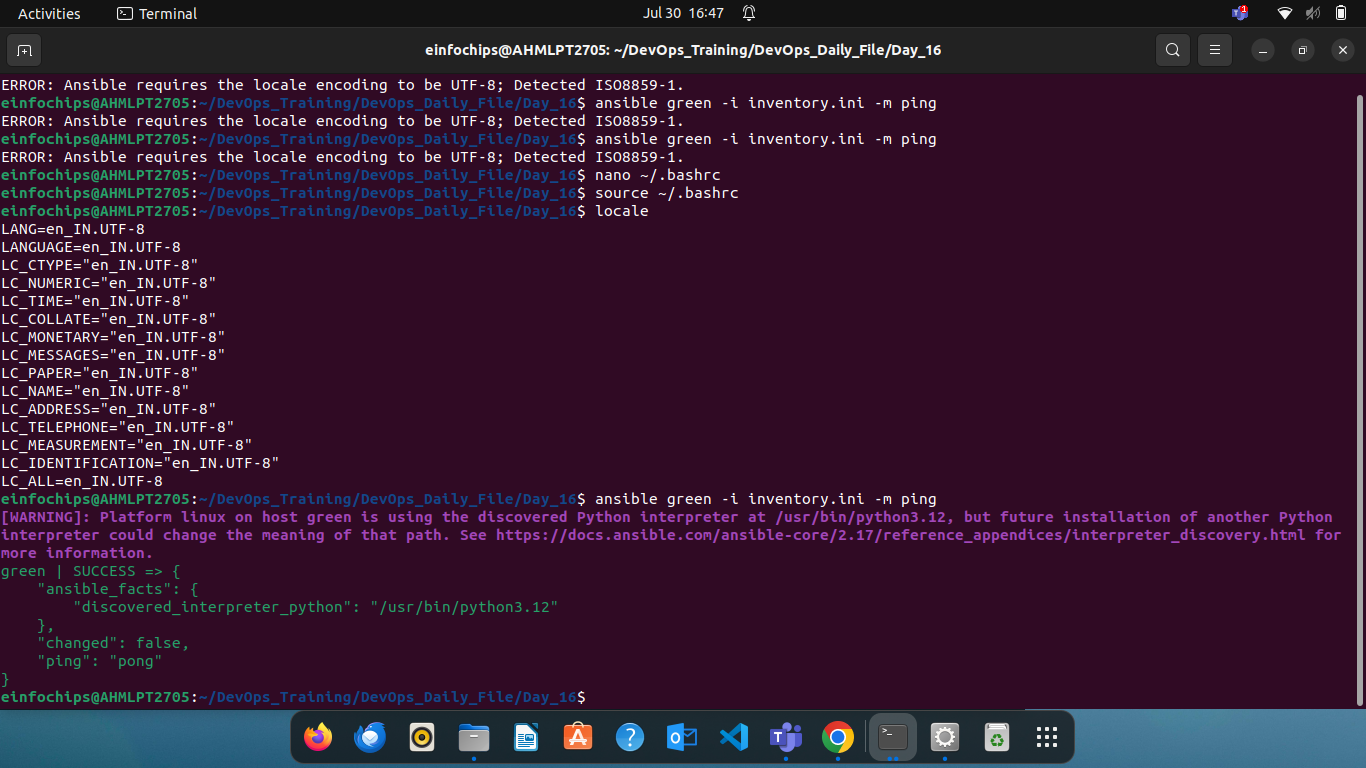 Activities
Terminal
Jul 30 16:47
1
einfochips@AHMLPT2705: ~/DevOps_Training/DevOps_Daily_File/Day_16
ERROR: Ansible requires the locale encoding to be UTF-8; Detected ISO8859-1.
einfochips@AHMLPT2705:~/DevOps_Training/DevOps_Daily_File/Day_16$ ansible green -i inventory.ini -m ping
ERROR: Ansible requires the locale encoding to be UTF-8; Detected ISO8859-1.
einfochips@AHMLPT2705:~/DevOps_Training/DevOps_Daily_File/Day_16$ ansible green -i inventory.ini -m ping
ERROR: Ansible requires the locale encoding to be UTF-8; Detected ISO8859-1.
einfochips@AHMLPT2705:~/DevOps_Training/DevOps_Daily_File/Day_16$ nano ~/.bashrc
einfochips@AHMLPT2705:~/DevOps_Training/DevOps_Daily_File/Day_16$ source ~/.bashrc
einfochips@AHMLPT2705:~/DevOps_Training/DevOps_Daily_File/Day_16$ locale
LANG=en_IN.UTF-8
LANGUAGE=en_IN.UTF-8
LC_CTYPE="en_IN.UTF-8"
LC_NUMERIC="en_IN.UTF-8"
LC_TIME="en_IN.UTF-8"
LC_COLLATE="en_IN.UTF-8"
LC_MONETARY="en_IN.UTF-8"
LC_MESSAGES="en_IN.UTF-8"
LC_PAPER="en_IN.UTF-8"
LC_NAME="en_IN.UTF-8"
LC_ADDRESS="en_IN.UTF-8"
LC_TELEPHONE="en_IN.UTF-8"
LC_MEASUREMENT="en_IN.UTF-8"
LC_IDENTIFICATION="en_IN.UTF-8"
LC_ALL=en_IN.UTF-8
einfochips@AHMLPT2705:~/DevOps_Training/DevOps_Daily_File/Day_16$ ansible green -i inventory.ini -m ping
[WARNING]: Platform linux on host green is using the discovered Python interpreter at /usr/bin/python3.12, but future installation of another Python
interpreter could change the meaning of that path. See https://docs.ansible.com/ansible-core/2.17/reference_appendices/interpreter_discovery.html for
more information.
green | SUCCESS => {
    "ansible_facts": {
        "discovered_interpreter_python": "/usr/bin/python3.12"
    },
    "changed": false,
    "ping": "pong"
}
einfochips@AHMLPT2705:~/DevOps_Training/DevOps_Daily_File/Day_16$